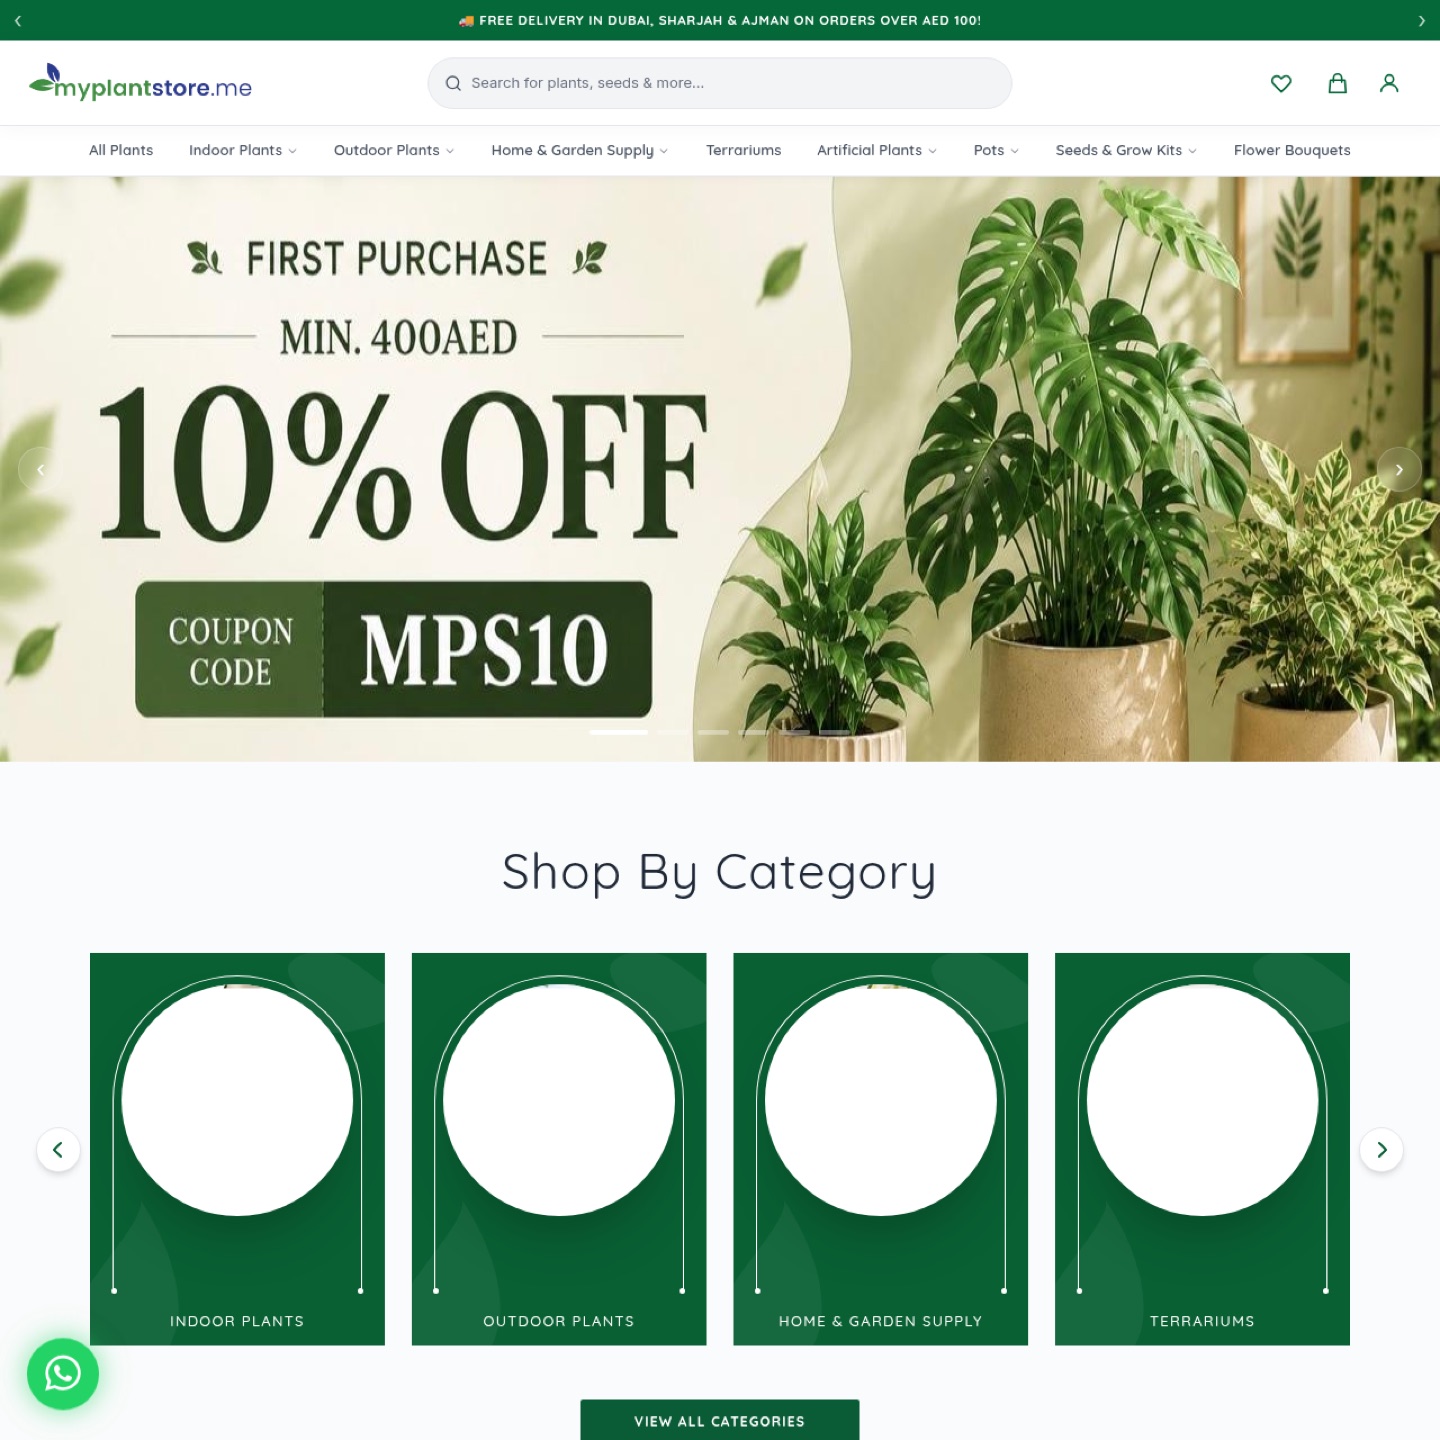 🚚 FREE DELIVERY IN DUBAI, SHARJAH & AJMAN ON ORDERS OVER AED 100!
myplantstore.me
Search for plants, seeds & more...
All Plants
Indoor Plants
Outdoor Plants
Home & Garden Supply
Terrariums
Artificial Plants
Pots
Seeds & Grow Kits
Flower Bouquets
FIRST PURCHASE
MIN. 400AED
10% OFF
COUPON
CODE
MPS10
Shop By Category
INDOOR PLANTS
OUTDOOR PLANTS
HOME & GARDEN SUPPLY
TERRARIUMS
VIEW ALL CATEGORIES